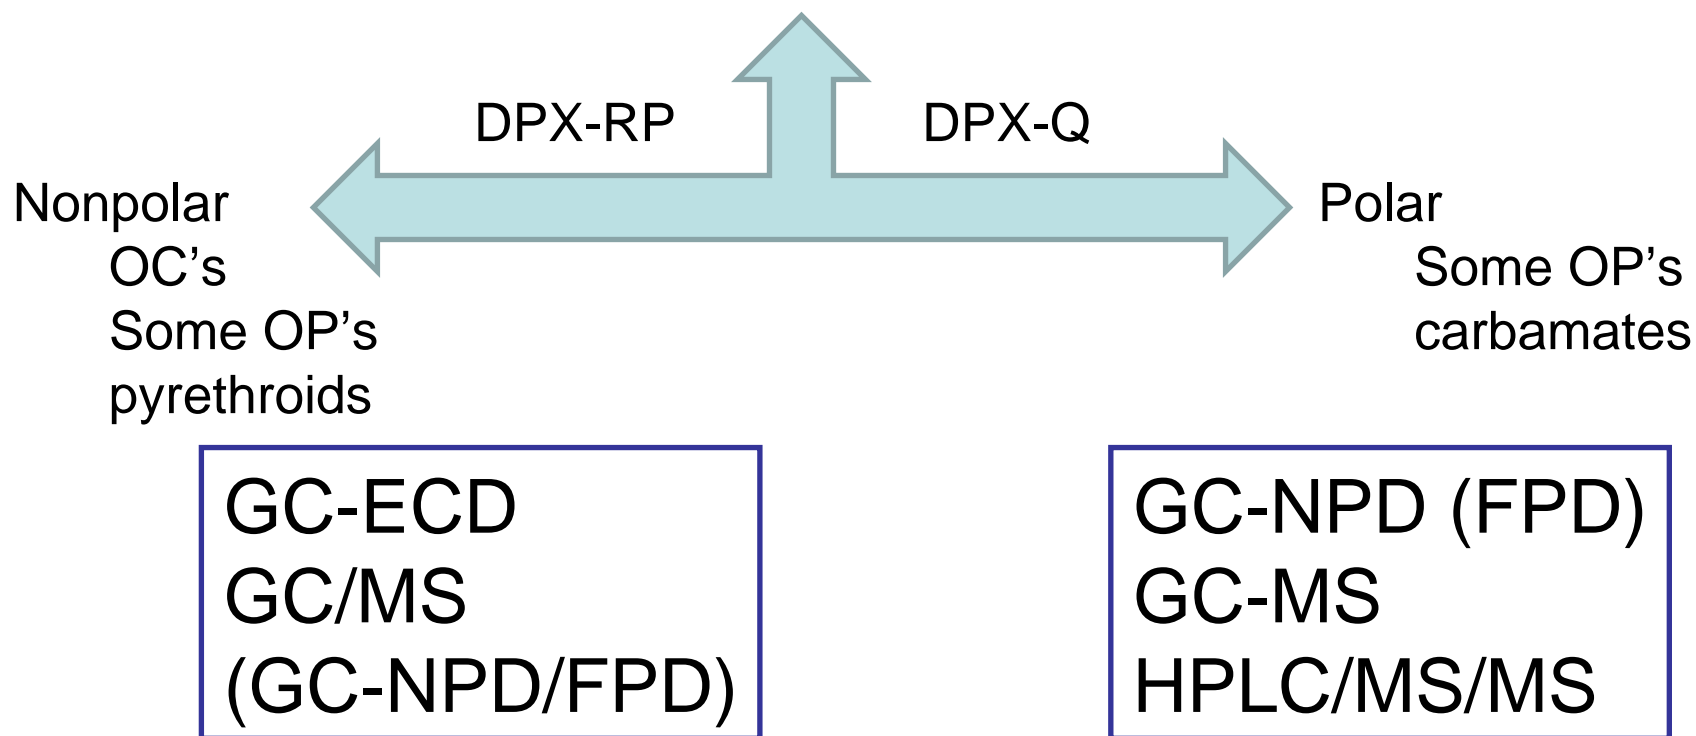 DPX-RP
DPX-Q
Nonpolar
OC’s
Some OP’s
pyrethroids
Polar
Some OP’s
carbamates
GC-ECD
GC/MS
(GC-NPD/FPD)
GC-NPD (FPD)
GC-MS
HPLC/MS/MS